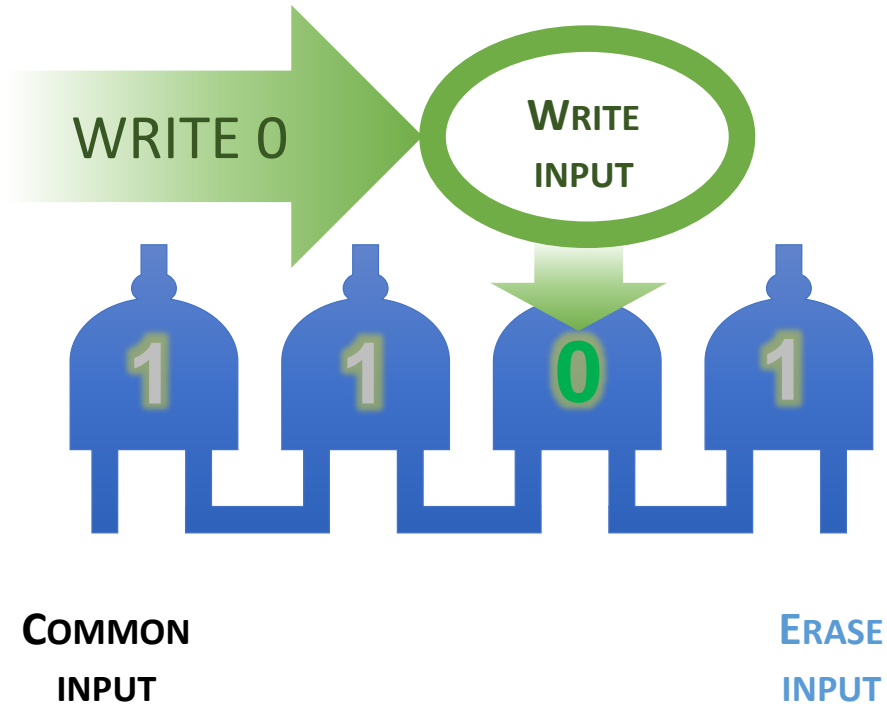 WRITE 0
WRITE
INPUT
1 1 0 1
COMMON
INPUT
ERASE
INPUT